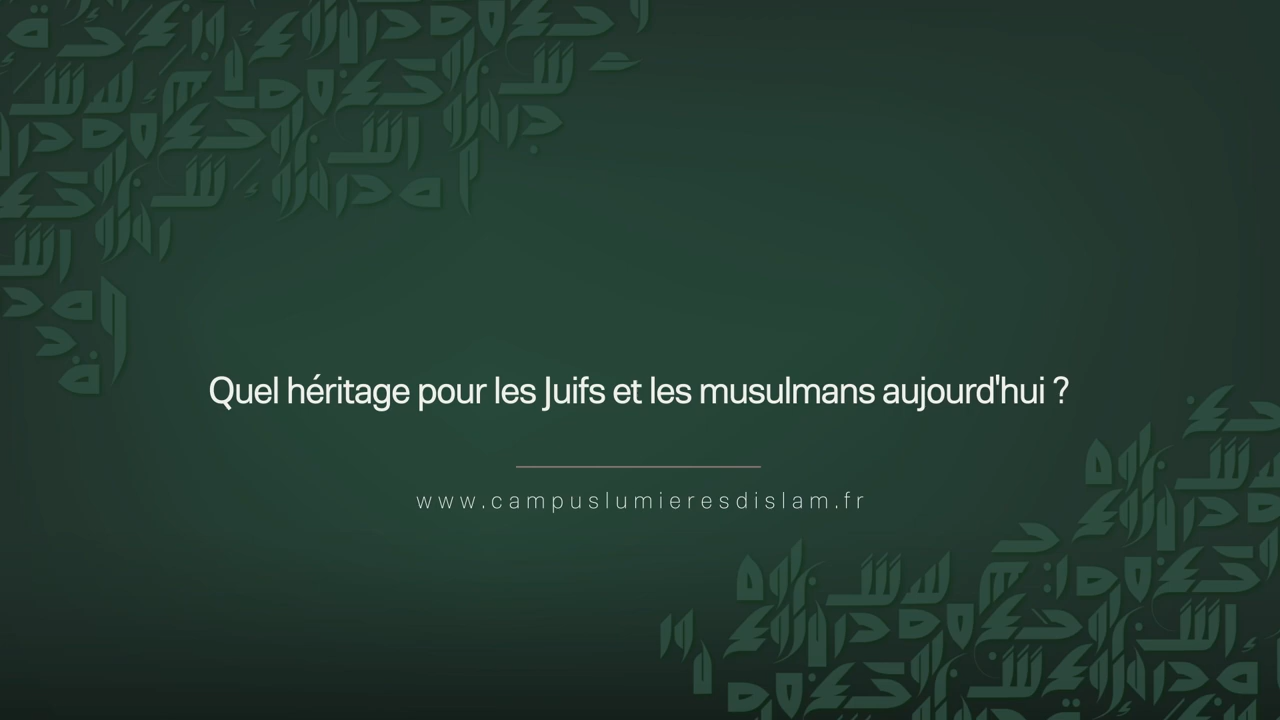 Quel héritage pour les Juifs et les musulmans aujourd'hui ?
www.campuslumieresdislam.fr